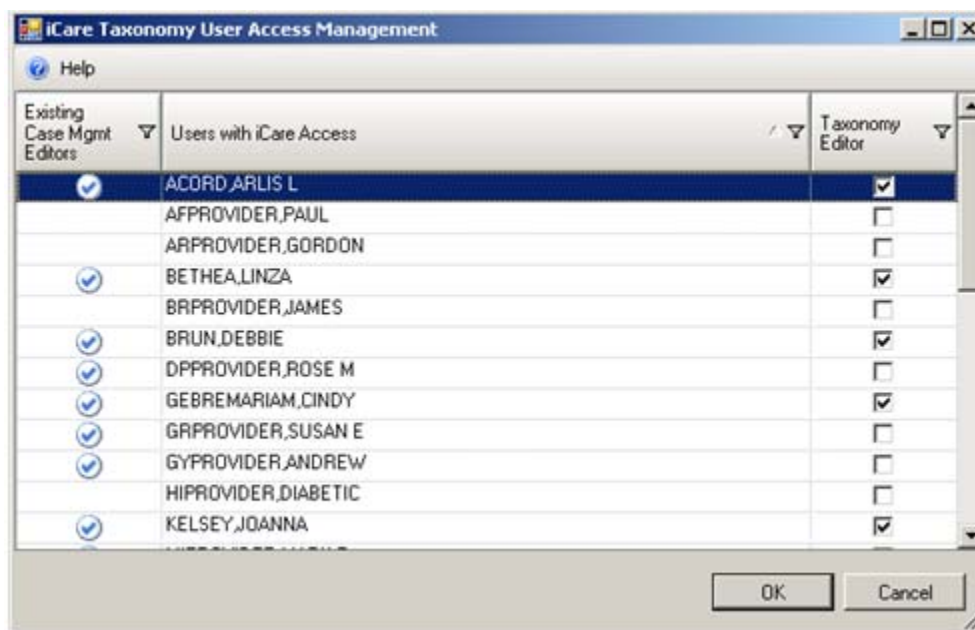 iCare Taxonomy User Access Management
Help
Existing
Case Mgmt
Editors
Users with iCare Access
Taxonomy
Editor
ACORD,ARLIS L
AFPROVIDER,PAUL
ARPROVIDER,GORDON
BETHEA,LINZA
BRPROVIDER,JAMES
BRUN,DEBBIE
DPPROVIDER,ROSE M
GEBREMARIAM,CINDY
GRPROVIDER,SUSAN E
GYPROVIDER,ANDREW
HIPROVIDER,DIABETIC
KELSEY,JOANNA
OK
Cancel